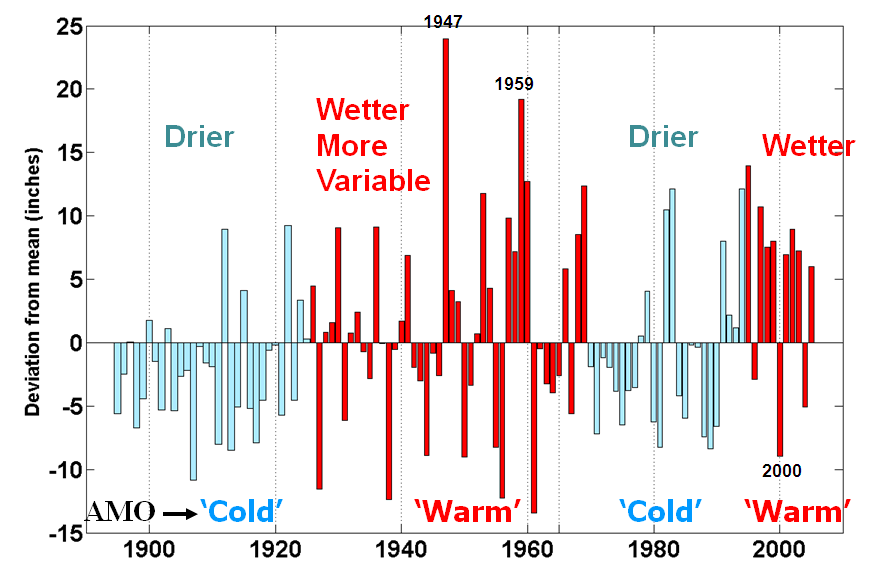 1947
25
20
15
10
5
0
-5
-10
-15
Deviation from mean (inches)
1959
Drier
Wetter
More
Variable
Drier
Wetter
2000
AMO
‘Cold’
‘Warm’
‘Cold’
‘Warm’
1900
1920
1940
1960
1980
2000